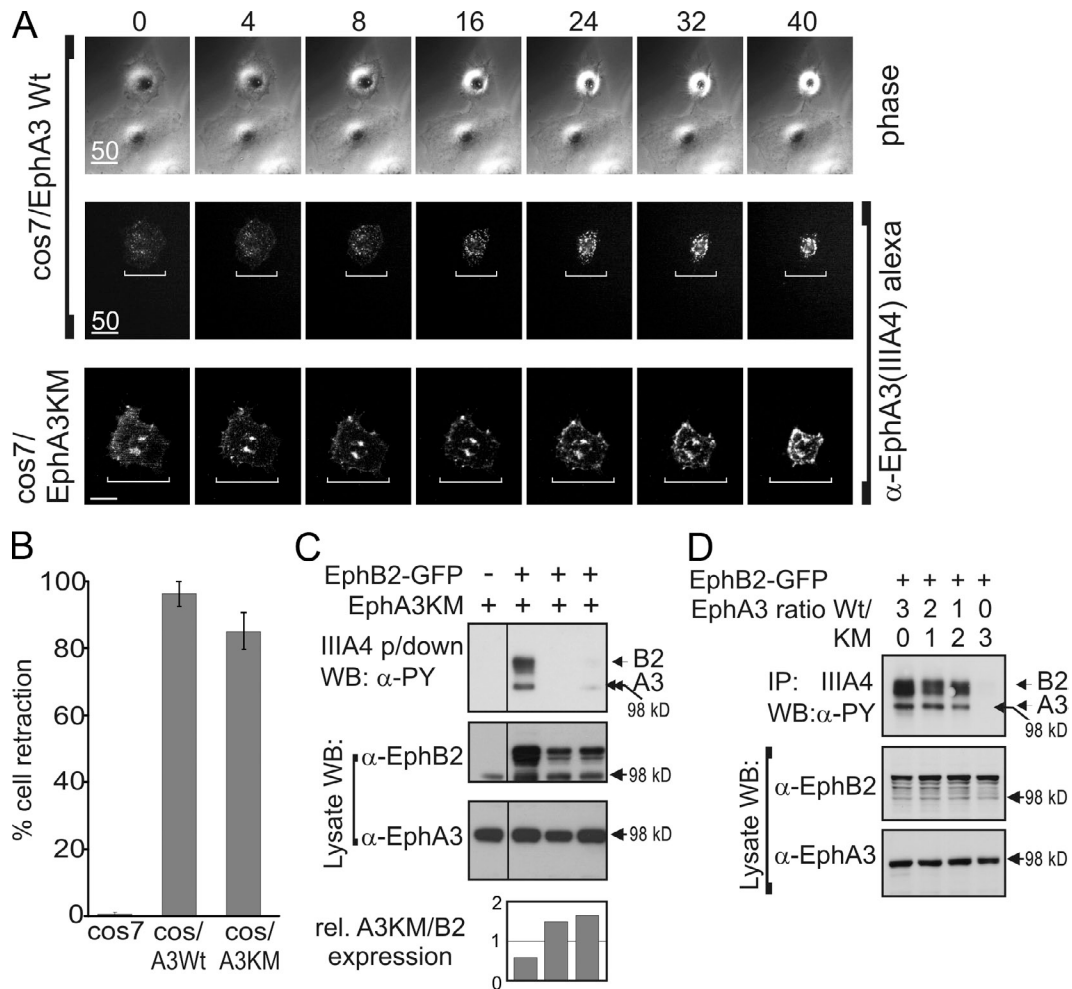 A
0 4 8 16 24 32 40
cos7/EphA3 Wt
50
phase
50
α-EphA3(IIIA4) alexa
cos7/
EphA3KM
B
% cell retraction
100
80
60
40
20
0
cos7 cos/ cos/
A3Wt A3KM
C
EphB2-GFP - + + +
EphA3KM + + + +
IIIA4 p/down
WB: α-PY
B2
A3
98 kD
Lysate WB:
α-EphB2
98 kD
α-EphA3
98 kD
rel. A3KM/B2
expression
2
1
0
D
EphB2-GFP + + + +
EphA3 ratio Wt/ 3 2 1 0
KM 0 1 2 3
IP: IIIA4
WB:α-PY
B2
A3
98 kD
Lysate WB:
α-EphB2
98 kD
α-EphA3
98 kD